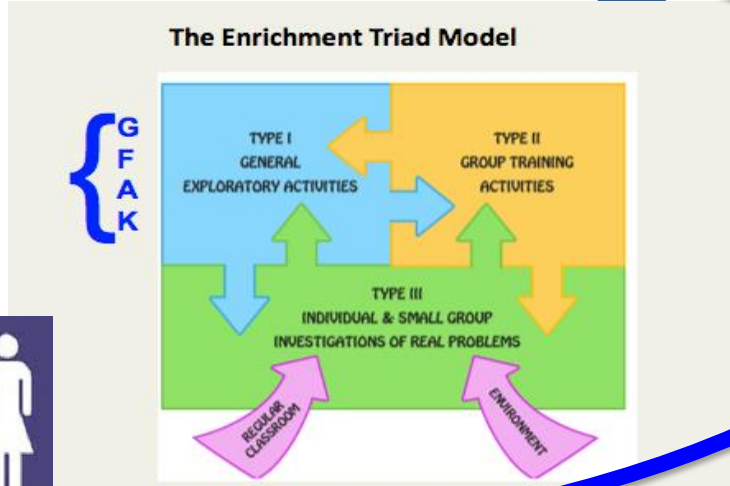 The Enrichment Triad Model
G
F
A
K
TYPE I
GENERAL
EXPLORATORY ACTIVITIES
TYPE II
GROUP TRAINING
ACTIVITIES
TYPE III
INDIVIDUAL & SMALL GROUP
INVESTIGATIONS OF REAL PROBLEMS
REGULAR
CLASSROOM
ENVIRONMENT